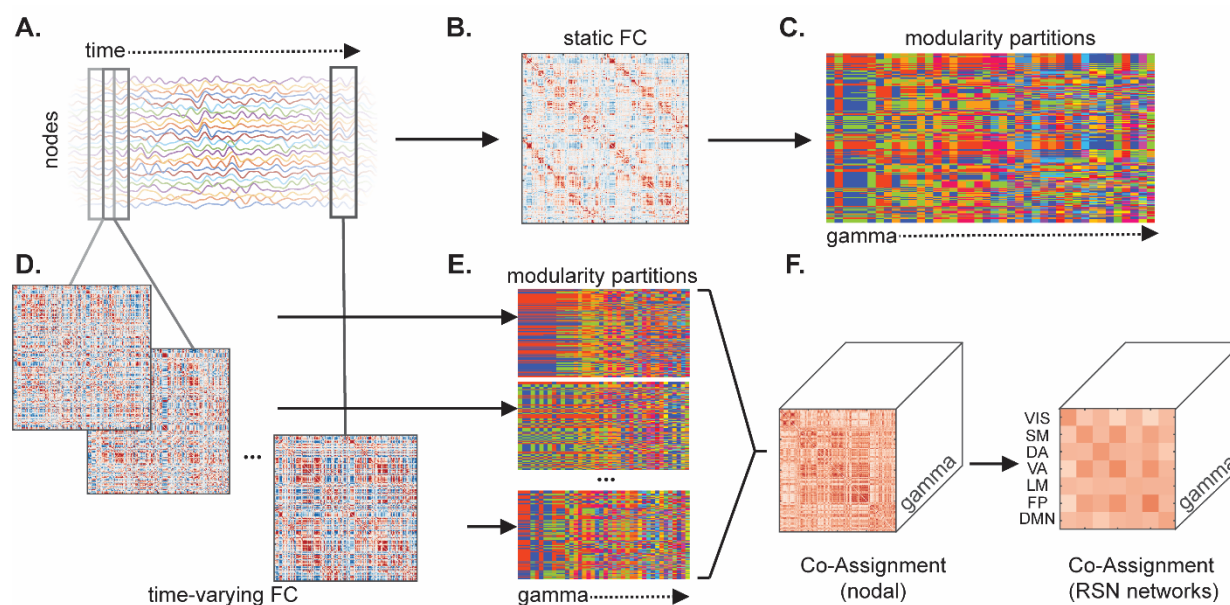 A.
time
nodes
B.
static FC
C.
modularity partitions
gamma
D.
...
time-varying FC
E.
modularity partitions
...
gamma
F.
gamma
Co-Assignment
(nodal)
VIS
SM
DA
VA
LM
FP
DMN
gamma
Co-Assignment
(RSN networks)